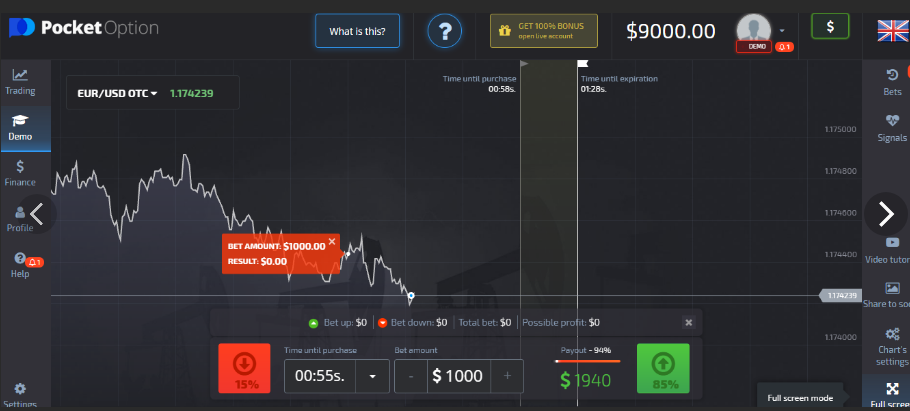 PocketOption
What is this?
?
GET 100% BONUS
open live account
$9000.00
DEMO
1
$
Trading
Demo
Finance
Profile
Help
1
Settings
EUR/USD OTC
1.174239
Time until purchase
00:58s.
Time until expiration
01:28s.
BET AMOUNT: $1000.00
RESULT: $0.00
1.175000
1.174800
1.174600
1.174400
1.174239
1.174000
Bets
Signals
Video tutor
Share to soc
Chart's
settings
Full screen
Full screen mode
Bet up: $0
Bet down: $0
Total bet: $0
Possible profit: $0
15%
Time until purchase
00:55s.
Bet amount
- $ 1000 +
Payout - 94%
$ 1940
85%